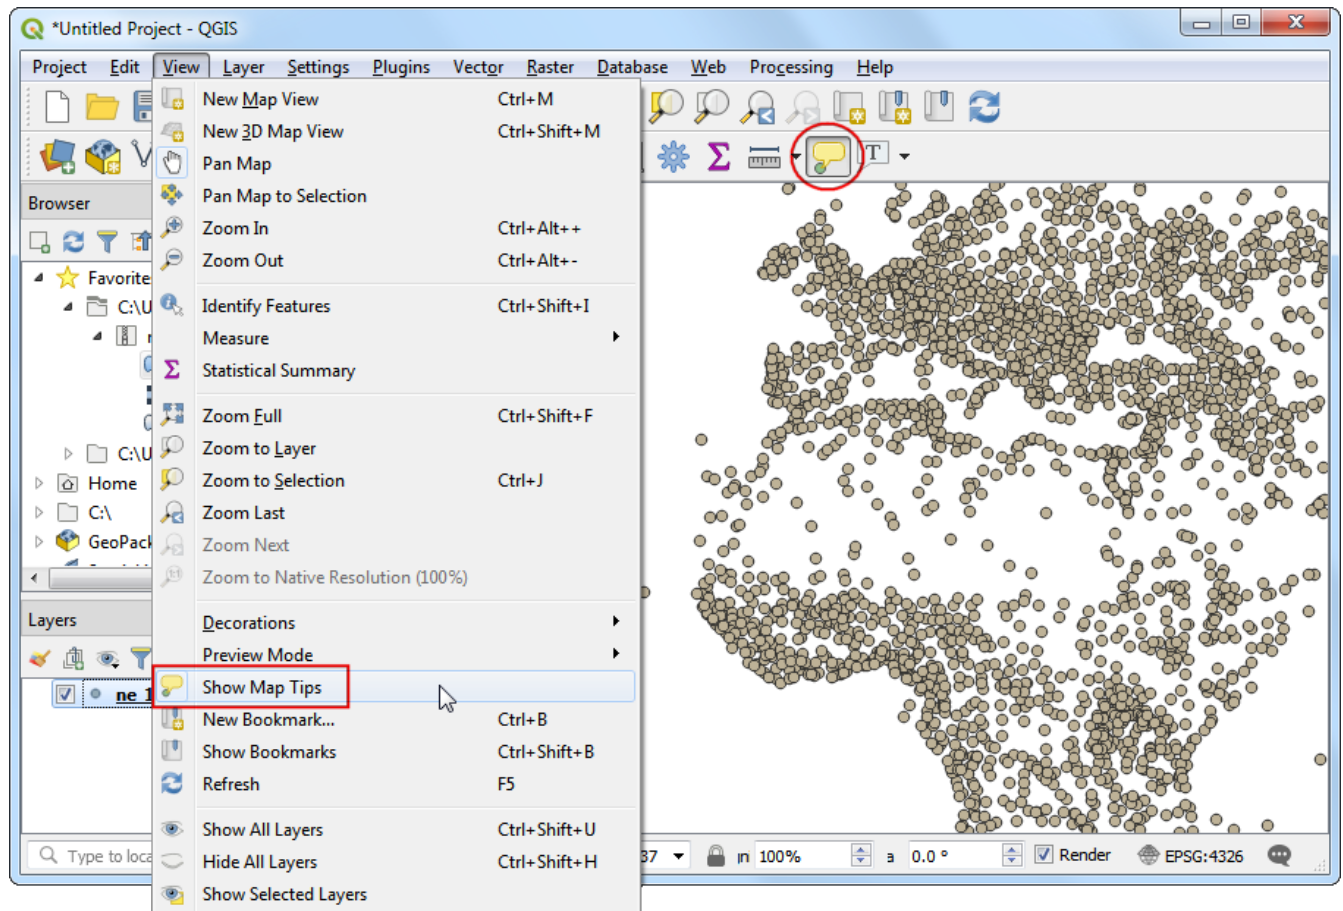 *Untitled Project - QGIS
Project Edit View Layer Settings Plugins Vector Raster Database Web Processing Help
New Map View Ctrl+M
New 3D Map View Ctrl+Shift+M
Pan Map
Browser
Pan Map to Selection
Zoom In Ctrl+Alt++
Zoom Out Ctrl+Alt+-
Favorite
C:\U
Identify Features Ctrl+Shift+I
Measure
Statistical Summary
Zoom Full Ctrl+Shift+F
C:\U
Zoom to Layer
Home
Zoom to Selection Ctrl+J
C:\
Zoom Last
GeoPack
Zoom Next
Zoom to Native Resolution (100%)
Layers
Decorations
Preview Mode
ne_1
Show Map Tips
New Bookmark... Ctrl+B
Show Bookmarks Ctrl+Shift+B
Refresh F5
Show All Layers Ctrl+Shift+U
Type to loca
Hide All Layers Ctrl+Shift+H
37 100% 0.0 ° Render EPSG:4326
Show Selected Layers